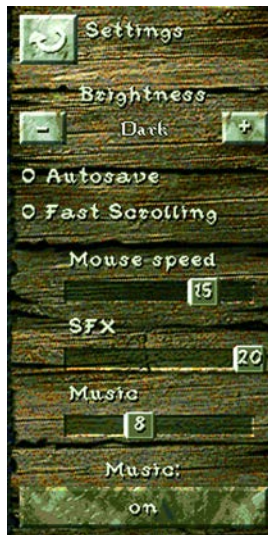 Settings
Brightness
- Dark +
O Autosave
O Fast Scrolling
Mouse speed
15
SFX
20
Music
8
Music:
on